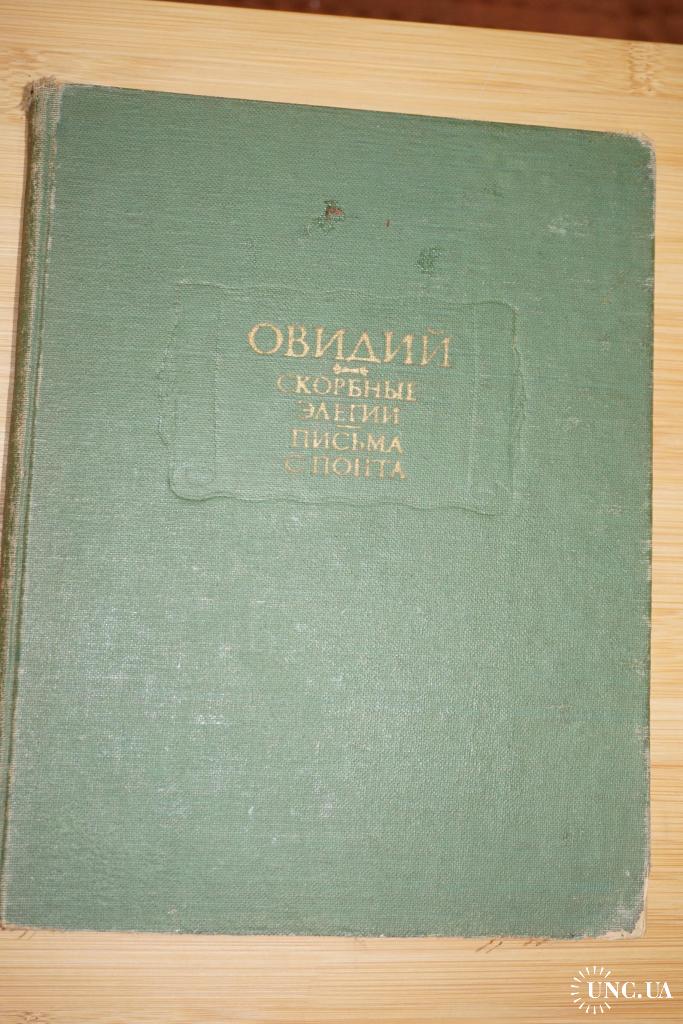 ОВИДИЙ
СКОРБНЫЕ
ЭЛЕГИИ
ПИСЬМА
С ПОНТА
UNC.UA